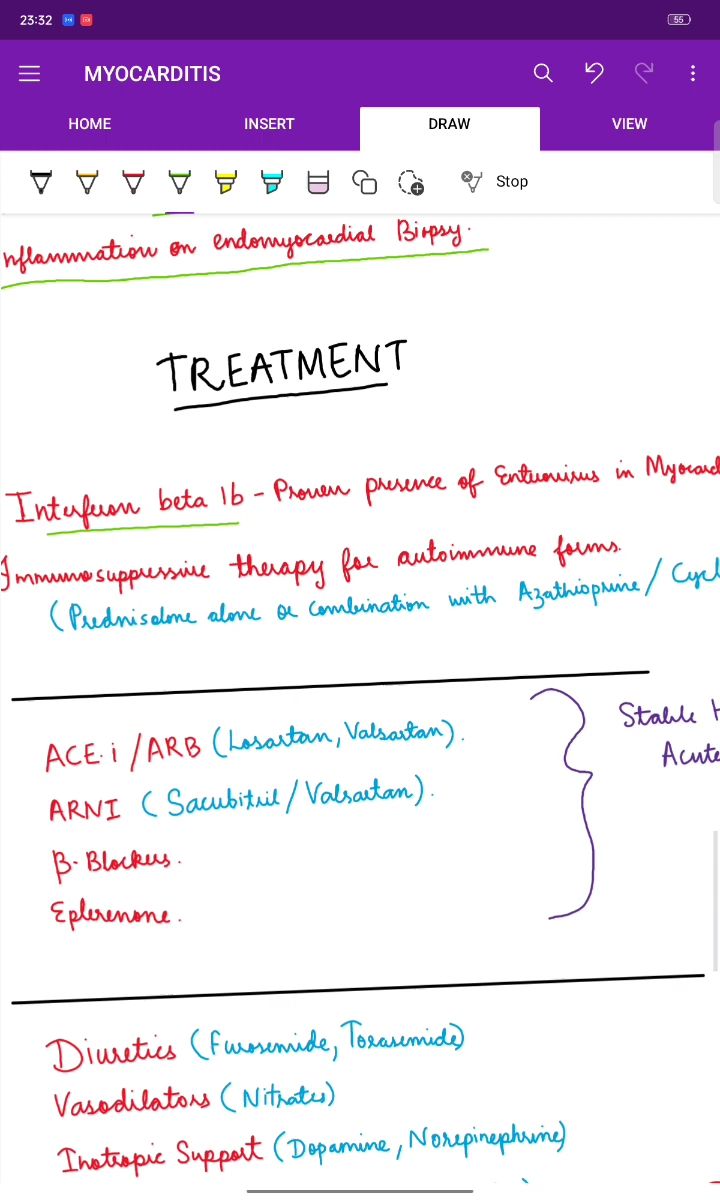 23:32
55
MYOCARDITIS
HOME INSERT DRAW VIEW
Stop
nflammation on endomyocardial Biopsy.
TREATMENT
Interferon beta 1b - Proven presence of Enterovirus in Myocard
Immunosuppressive therapy for autoimmune forms.
(Prednisolone alone or combination with Azathioprine / Cycl
ACE.i / ARB (Losartan, Valsartan).
Stable H
Acute
ARNI (Sacubitril / Valsartan).
β-Blockers.
Eplerenone.
Diuretics (Furosemide, Torasemide)
Vasodilators (Nitrates)
Inotropic Support (Dopamine, Norepinephrine)